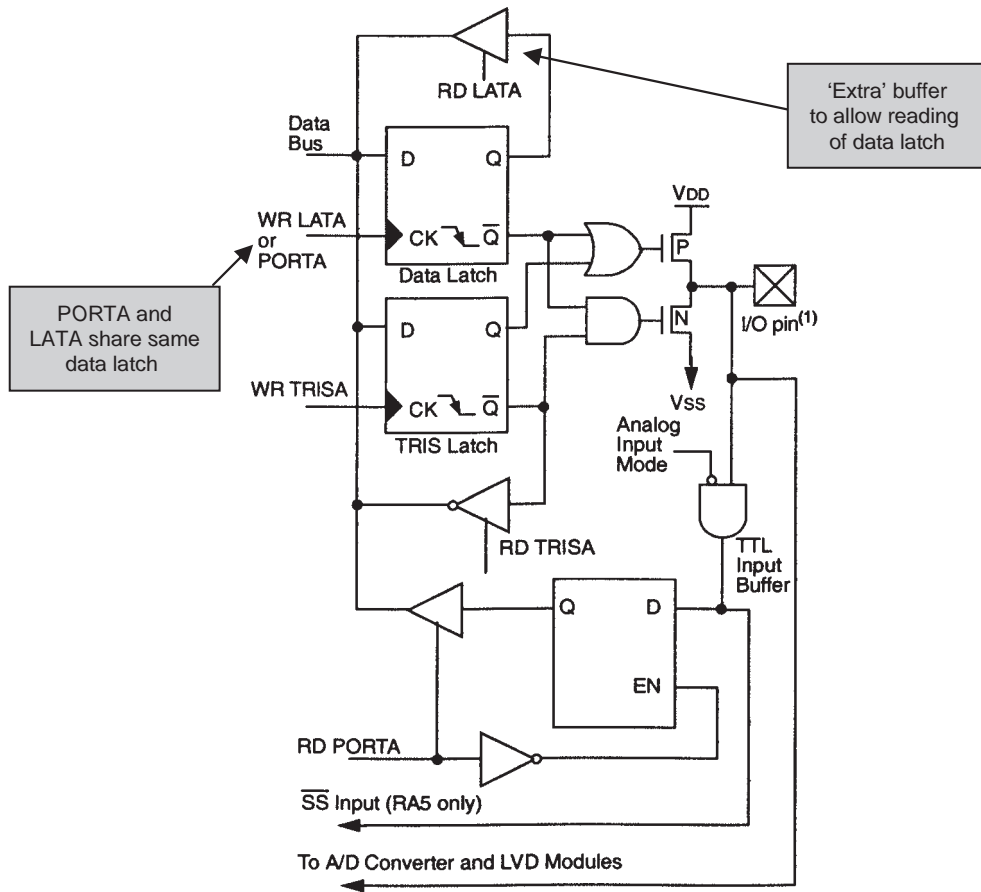 RD LATA
'Extra' buffer
to allow reading
of data latch
Data
Bus
D
Q
WR LATA
or
PORTA
CK
Q̅
Data Latch
VDD
P
PORTA and
LATA share same
data latch
N
I/O pin(1)
D
Q
WR TRISA
CK
Q̅
TRIS Latch
VSS
Analog
Input
Mode
RD TRISA
TTL
Input
Buffer
Q
D
EN
RD PORTA
S̅S̅ Input (RA5 only)
To A/D Converter and LVD Modules